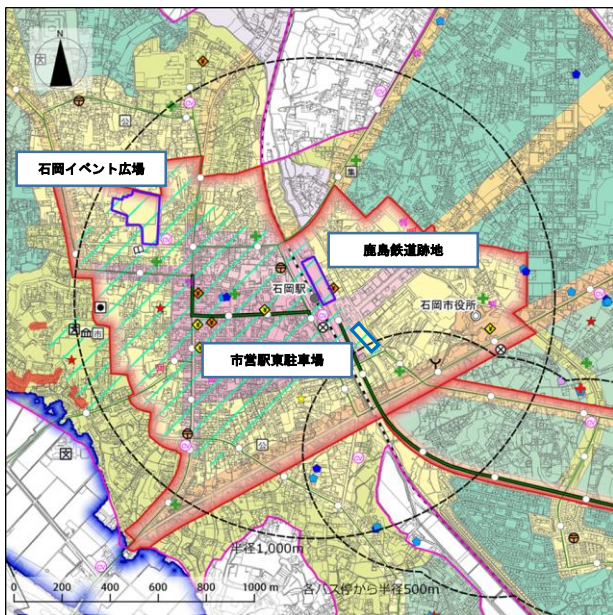 N
石岡イベント広場
鹿島鉄道跡地
石岡駅
石岡市役所
市営駅東駐車場
半径1,000m
各バス停から半径500m
0 200 400 600 800 1000 m